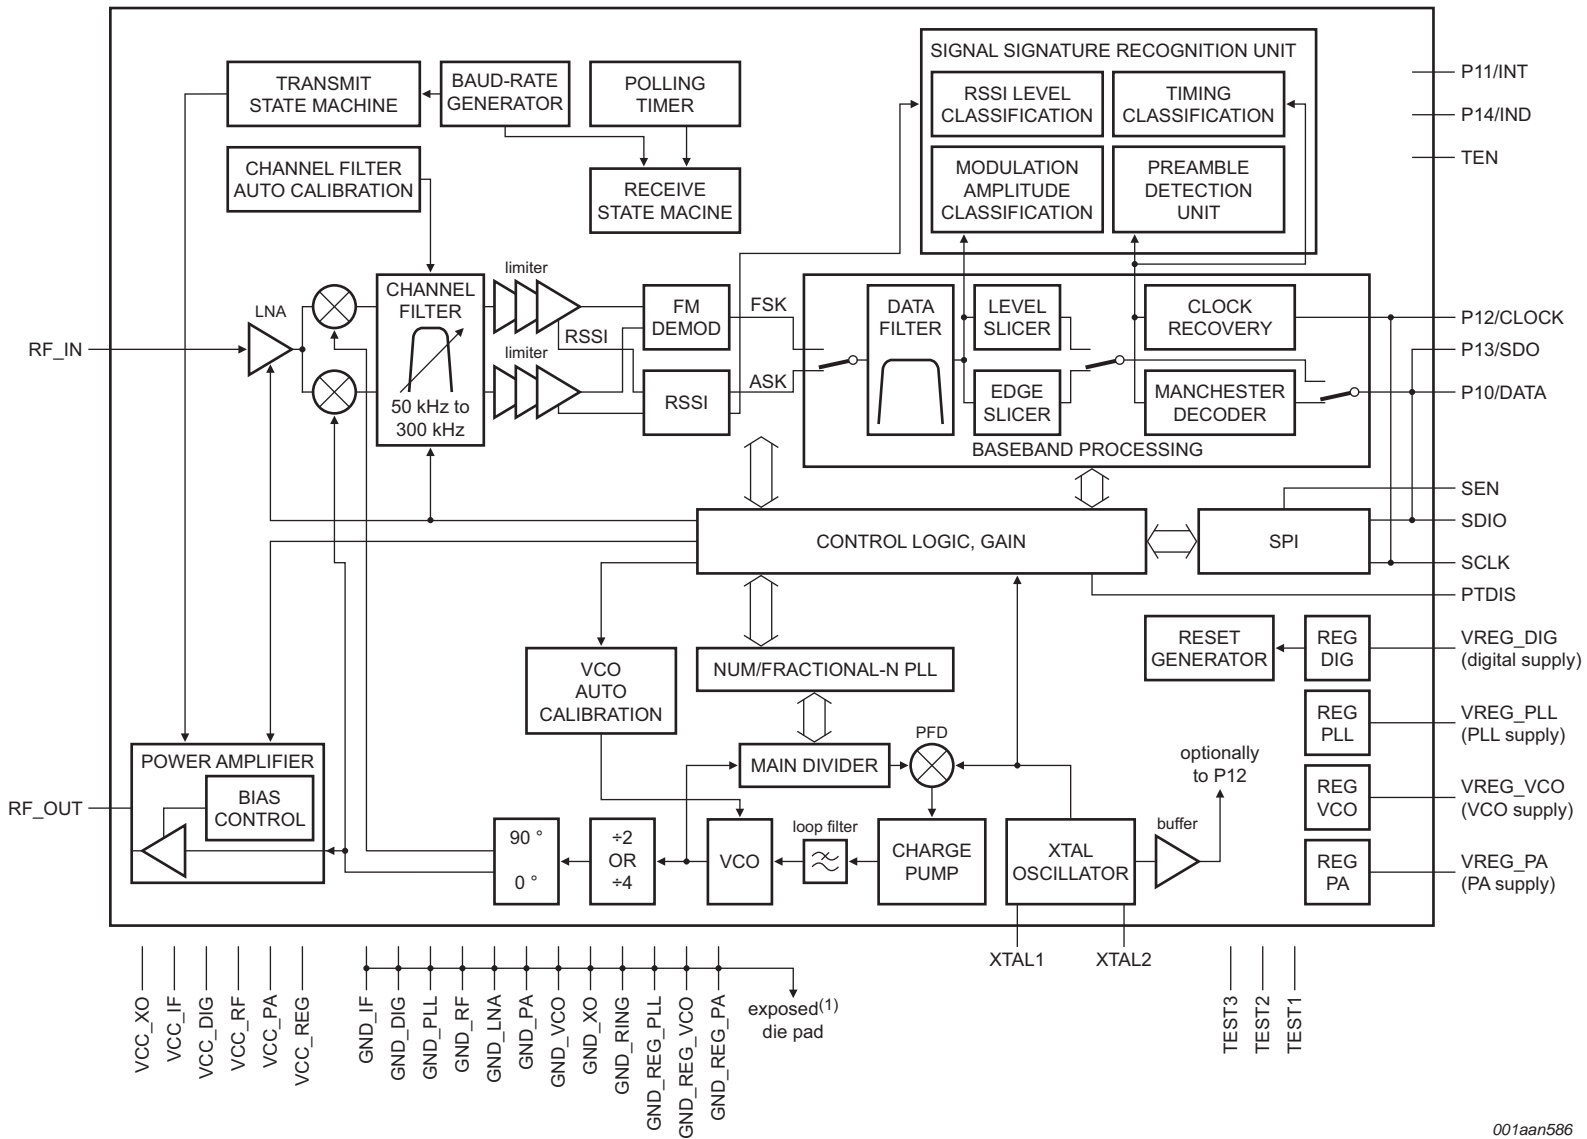 SIGNAL SIGNATURE RECOGNITION UNIT
TRANSMIT
STATE MACHINE
BAUD-RATE
GENERATOR
POLLING
TIMER
RSSI LEVEL
CLASSIFICATION
TIMING
CLASSIFICATION
P11/INT
P14/IND
TEN
CHANNEL FILTER
AUTO CALIBRATION
RECEIVE
STATE MACINE
MODULATION
AMPLITUDE
CLASSIFICATION
PREAMBLE
DETECTION
UNIT
RF_IN
LNA
CHANNEL
FILTER
50 kHz to
300 kHz
limiter
RSSI
limiter
FM
DEMOD
RSSI
FSK
ASK
DATA
FILTER
LEVEL
SLICER
EDGE
SLICER
CLOCK
RECOVERY
MANCHESTER
DECODER
BASEBAND PROCESSING
P12/CLOCK
P13/SDO
P10/DATA
CONTROL LOGIC, GAIN
SPI
SEN
SDIO
SCLK
PTDIS
VCO
AUTO
CALIBRATION
NUM/FRACTIONAL-N PLL
RESET
GENERATOR
REG
DIG
VREG_DIG
(digital supply)
REG
PLL
VREG_PLL
(PLL supply)
REG
VCO
VREG_VCO
(VCO supply)
REG
PA
VREG_PA
(PA supply)
PFD
MAIN DIVIDER
optionally
to P12
POWER AMPLIFIER
BIAS
CONTROL
RF_OUT
90 °
0 °
÷2
OR
÷4
VCO
loop filter
CHARGE
PUMP
XTAL
OSCILLATOR
buffer
XTAL1
XTAL2
VCC_XO
VCC_IF
VCC_DIG
VCC_RF
VCC_PA
VCC_REG
GND_IF
GND_DIG
GND_PLL
GND_RF
GND_LNA
GND_PA
GND_VCO
GND_XO
GND_RING
GND_REG_PLL
GND_REG_VCO
GND_REG_PA
exposed(1)
die pad
TEST3
TEST2
TEST1
001aan586